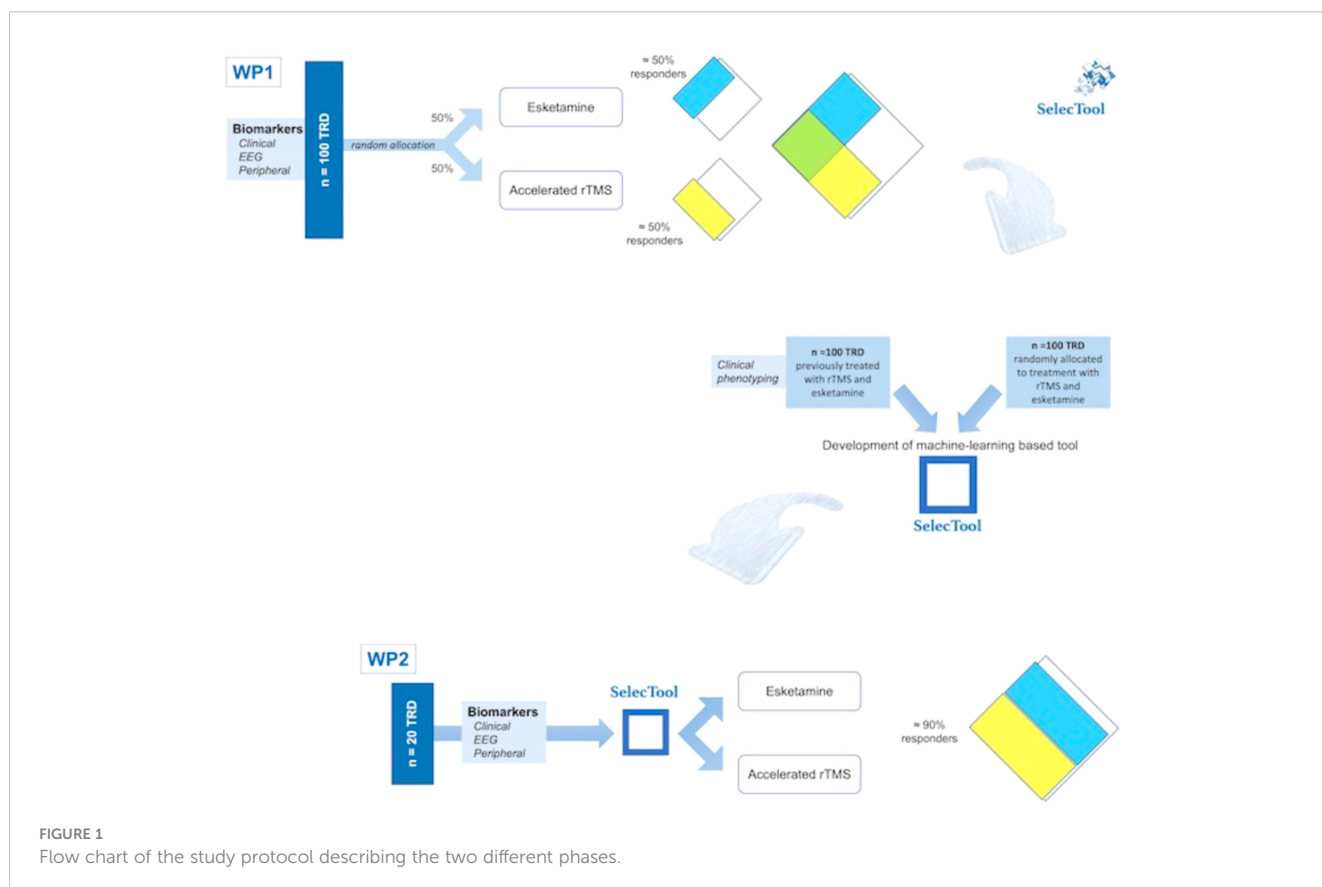 WP1
Biomarkers
Clinical
EEG
Peripheral
n = 100 TRD
random allocation
50%
50%
Esketamine
Accelerated rTMS
≈ 50%
responders
≈ 50%
responders
SelecTool
Clinical
phenotyping
n =100 TRD
previously treated
with rTMS and
esketamine
n =100 TRD
randomly allocated
to treatment with
rTMS and
esketamine
Development of machine-learning based tool
SelecTool
WP2
n = 20 TRD
Biomarkers
Clinical
EEG
Peripheral
SelecTool
Esketamine
Accelerated rTMS
≈ 90%
responders
FIGURE 1
Flow chart of the study protocol describing the two different phases.